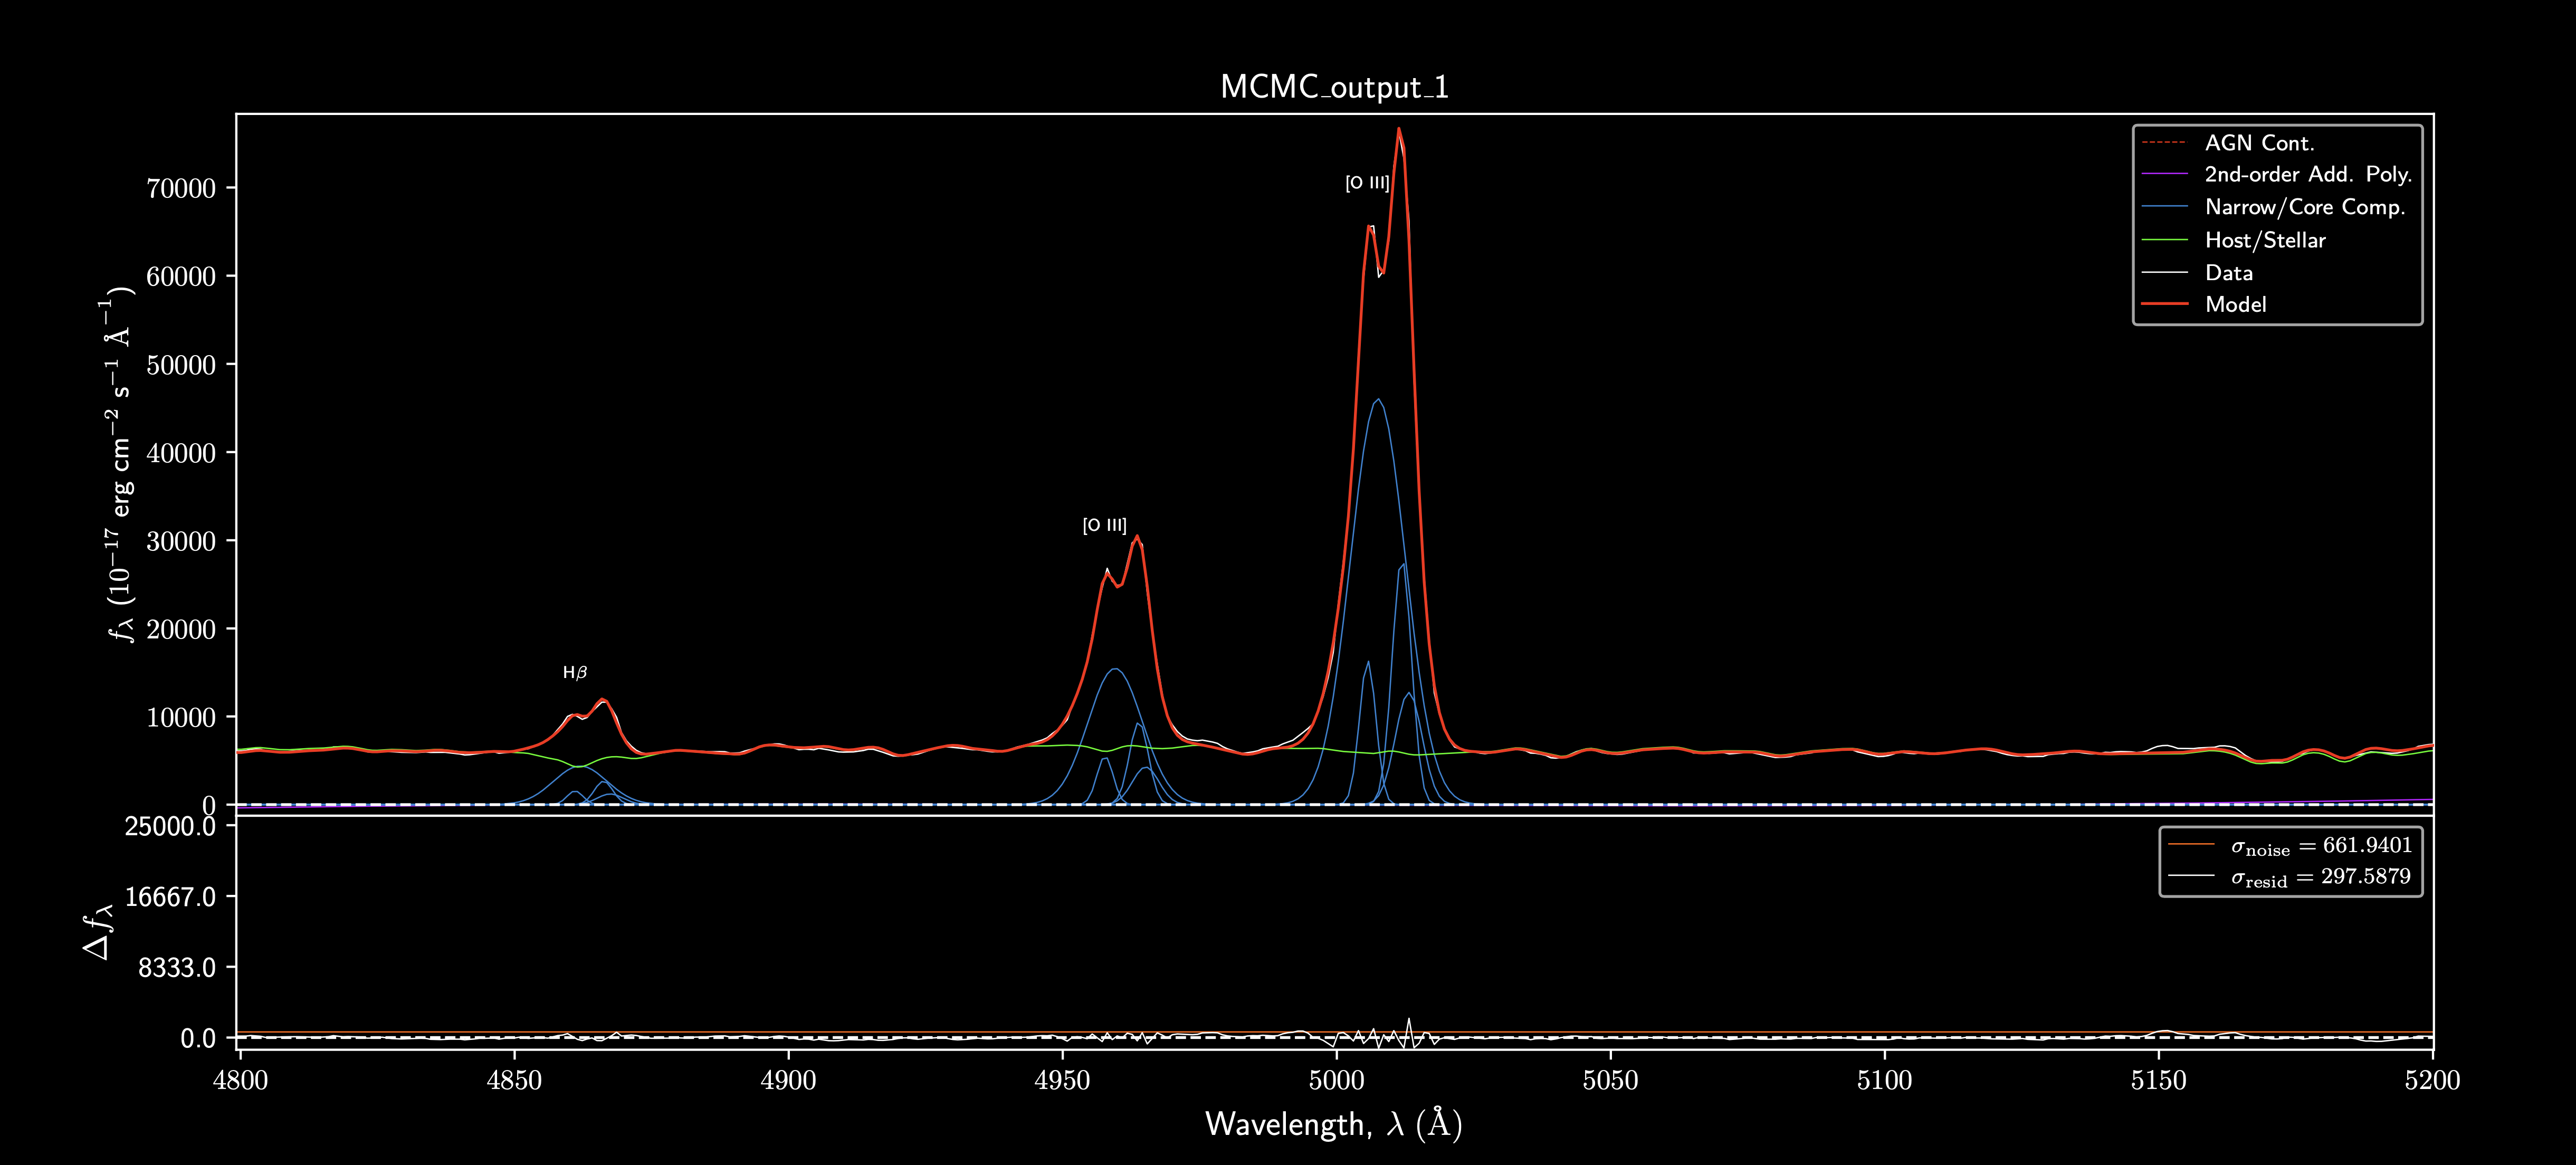 MCMC_output_1
fλ (10⁻¹⁷ erg cm⁻² s⁻¹ Å⁻¹)
70000
60000
50000
40000
30000
20000
10000
0
[O III]
[O III]
Hβ
AGN Cont.
2nd-order Add. Poly.
Narrow/Core Comp.
Host/Stellar
Data
Model
Δfλ
25000.0
16667.0
8333.0
0.0
σnoise = 661.9401
σresid = 297.5879
4800 4850 4900 4950 5000 5050 5100 5150 5200
Wavelength, λ (Å)